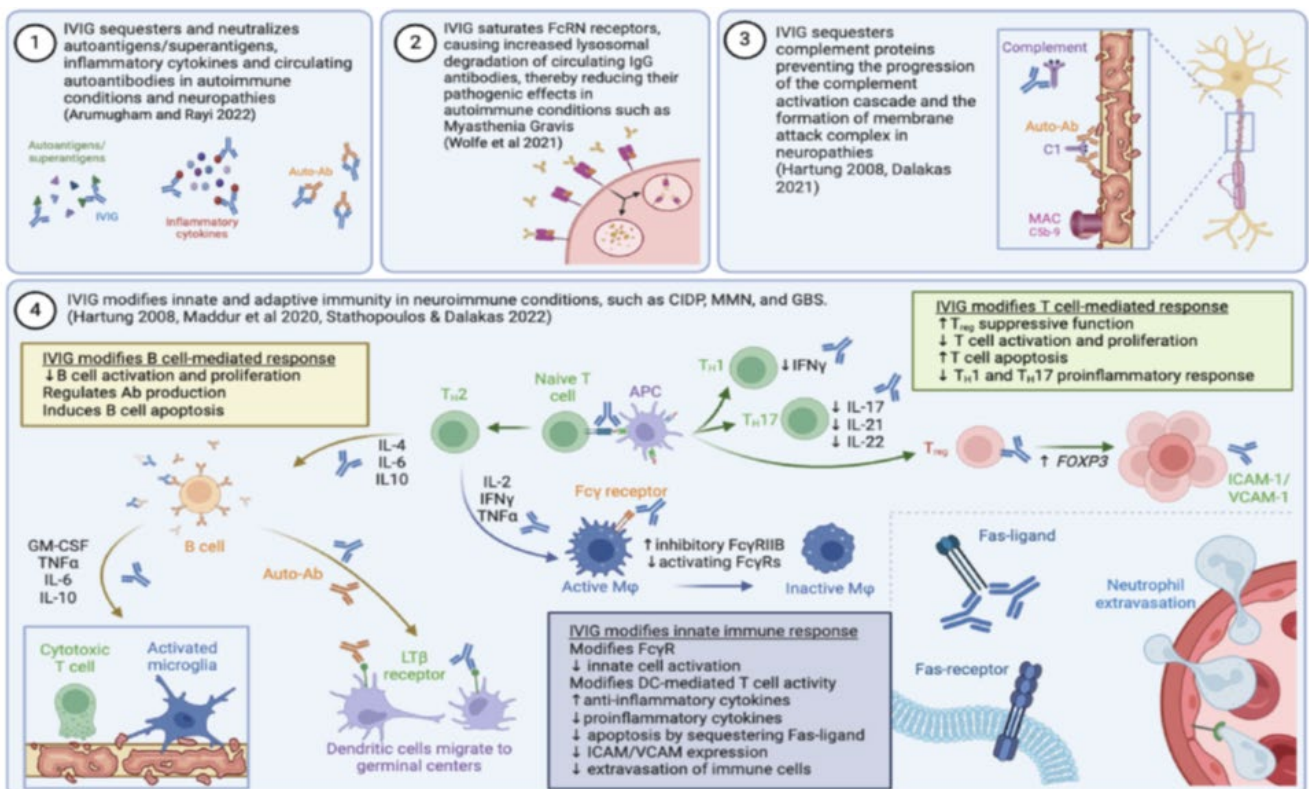 1
IVIG sequesters and neutralizes
autoantigens/superantigens,
inflammatory cytokines and circulating
autoantibodies in autoimmune
conditions and neuropathies
(Arumugham and Rayi 2022)
Autoantigens/
superantigens
IVIG
Inflammatory
cytokines
Auto-Ab
2
IVIG saturates FcRN receptors,
causing increased lysosomal
degradation of circulating IgG
antibodies, thereby reducing their
pathogenic effects in
autoimmune conditions such as
Myasthenia Gravis
(Wolfe et al 2021)
3
IVIG sequesters
complement proteins
preventing the progression
of the complement
activation cascade and the
formation of membrane
attack complex in
neuropathies
(Hartung 2008, Dalakas
2021)
Complement
Auto-Ab
C1
MAC
C5b-9
4
IVIG modifies innate and adaptive immunity in neuroimmune conditions, such as CIDP, MMN, and GBS.
(Hartung 2008, Maddur et al 2020, Stathopoulos & Dalakas 2022)
IVIG modifies B cell-mediated response
↓B cell activation and proliferation
Regulates Ab production
Induces B cell apoptosis
IVIG modifies T cell-mediated response
↑Treg suppressive function
↓ T cell activation and proliferation
↑T cell apoptosis
↓ TH1 and TH17 proinflammatory response
TH2
Naive T
cell
APC
TH1
↓IFNγ
TH17
↓ IL-17
↓ IL-21
↓ IL-22
Treg
↑ FOXP3
ICAM-1/
VCAM-1
IL-4
IL-6
IL10
IL-2
IFNγ
TNFα
Fcγ receptor
↑inhibitory FcγRIIB
↓activating FcγRs
Active Mφ
Inactive Mφ
B cell
GM-CSF
TNFα
IL-6
IL-10
Auto-Ab
Cytotoxic
T cell
Activated
microglia
LTβ
receptor
Dendritic cells migrate to
germinal centers
IVIG modifies innate immune response
Modifies FcγR
↓ innate cell activation
Modifies DC-mediated T cell activity
↑anti-inflammatory cytokines
↓proinflammatory cytokines
↓ apoptosis by sequestering Fas-ligand
↓ ICAM/VCAM expression
↓ extravasation of immune cells
Fas-ligand
Fas-receptor
Neutrophil
extravasation